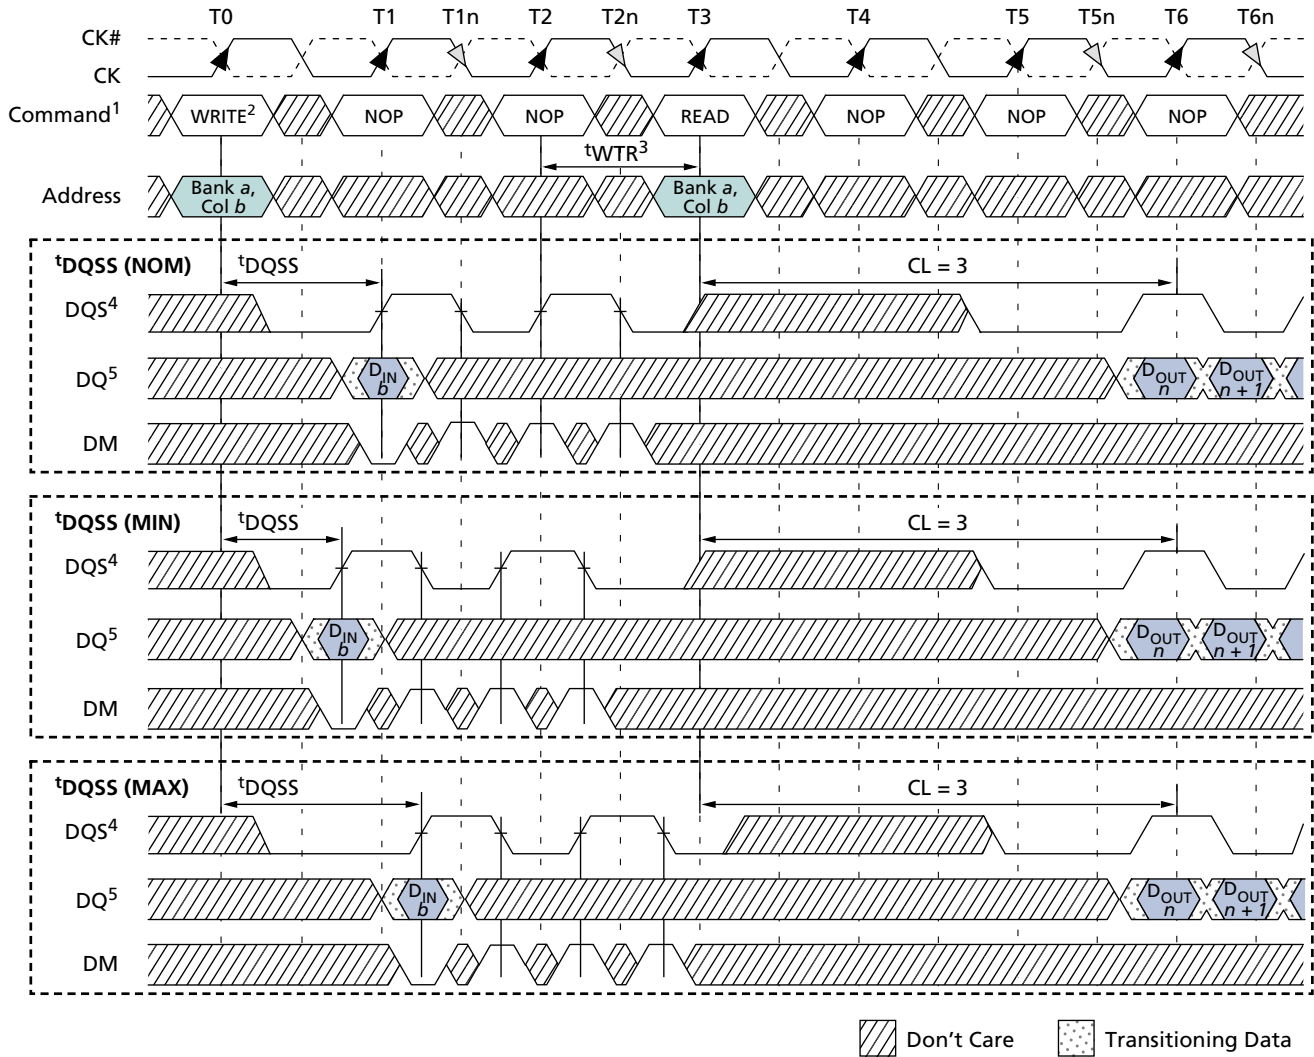 T0 T1 T1n T2 T2n T3 T4 T5 T5n T6 T6n
CK#
CK
Command1 WRITE2 NOP NOP READ NOP NOP NOP
tWTR3
Address Bank a, Col b Bank a, Col b
tDQSS (NOM) tDQSS CL = 3
DQS4
DQ5 DIN b DOUT n DOUT n + 1
DM
tDQSS (MIN) tDQSS CL = 3
DQS4
DQ5 DIN b DOUT n DOUT n + 1
DM
tDQSS (MAX) tDQSS CL = 3
DQS4
DQ5 DIN b DOUT n DOUT n + 1
DM
Don't Care Transitioning Data